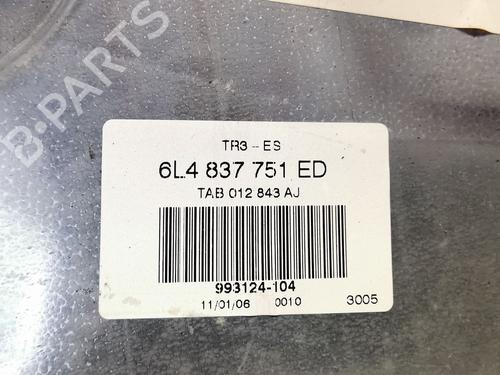 B-PARTS
TR3 - ES
6L4 837 751 ED
TAB 012 843 AJ
993124-104
11/01/06 0010 3005